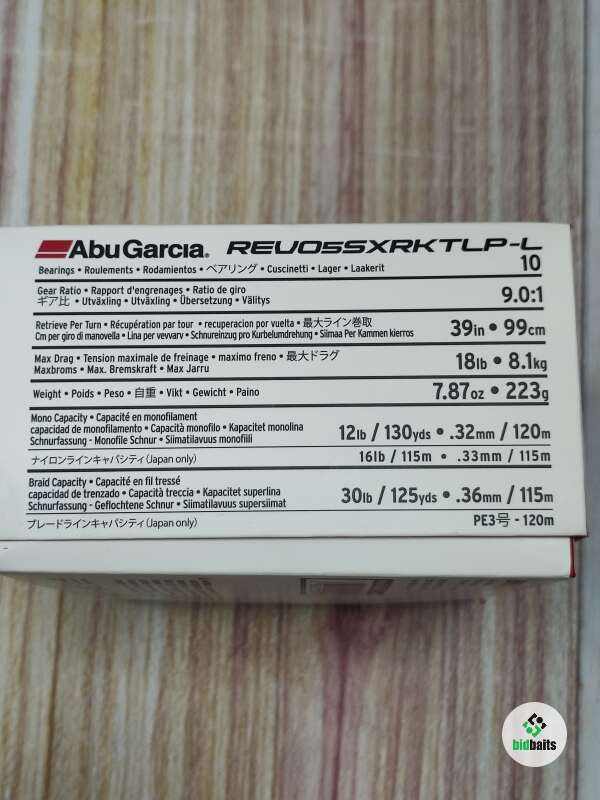 AbuGarcia® REVO5SXRKTLP-L
Bearings • Roulements • Rodamientos • ベアリング • Cuscinetti • Lager • Laakerit 10
Gear Ratio • Rapport d'engrenages • Ratio de giro
ギア比 • Utväxling • Utväxling • Übersetzung • Välitys 9.0:1
Retrieve Per Turn • Récupération par tour • recuperacion por vuelta • 最大ライン巻取
Cm per giro di manovella • Lina per vevvarv • Schnureinzug pro Kurbelumdrehung • Siimaa Per Kammen kierros 39in • 99cm
Max Drag • Tension maximale de freinage • maximo freno • 最大ドラグ
Maxbroms • Max. Bremskraft • Max Jarru 18lb • 8.1kg
Weight • Poids • Peso • 自重 • Vikt • Gewicht • Paino 7.87oz • 223g
Mono Capacity • Capacité en monofilament
capacidad de monofilamento • Capacità monofilo • Kapacitet monolina
Schnurfassung - Monofile Schnur • Siimatilavuus monofiili 12lb / 130yds • .32mm / 120m
ナイロンラインキャパシティ(Japan only) 16lb / 115m • .33mm / 115m
Braid Capacity • Capacité en fil tressé
capacidad de trenzado • Capacità treccia • Kapacitet superlina
Schnurfassung - Geflochtene Schnur • Siimatilavuus supersiimat 30lb / 125yds • .36mm / 115m
ブレードラインキャパシティ(Japan only) PE3号 - 120m
bidbaits